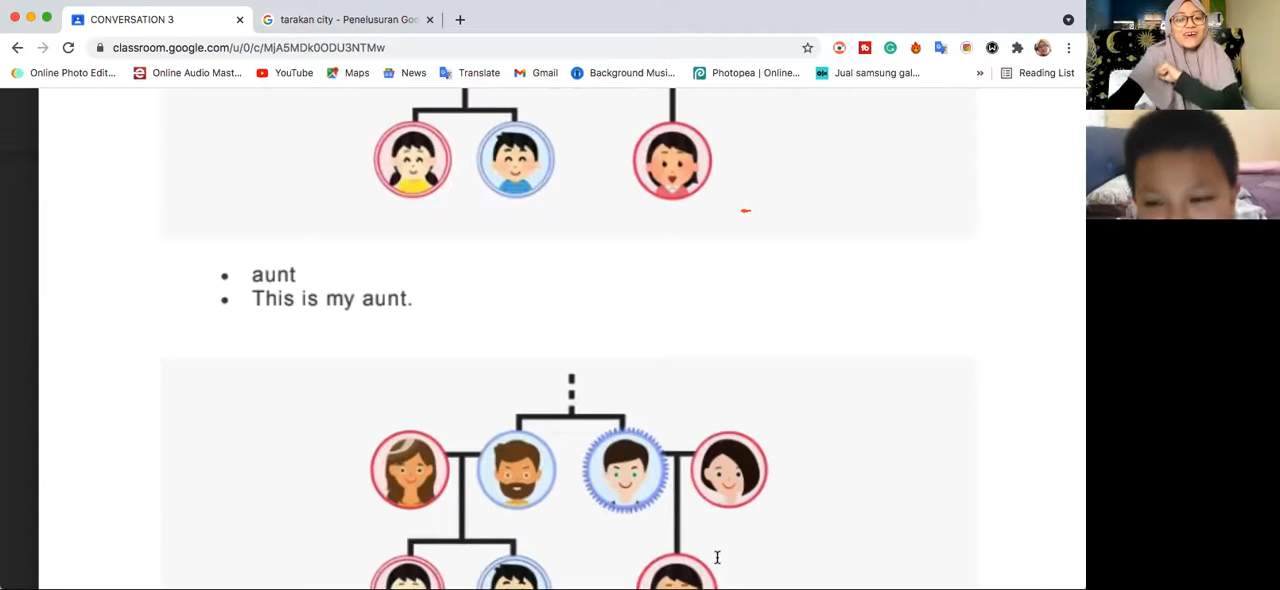 CONVERSATION 3
tarakan city - Penelusuran Goo
classroom.google.com/u/0/c/MjA5MDk0ODU3NTMw
Online Photo Edit...
Online Audio Mast...
YouTube
Maps
News
Translate
Gmail
Background Musi...
Photopea | Online...
Jual samsung gal...
»
Reading List
• aunt
• This is my aunt.